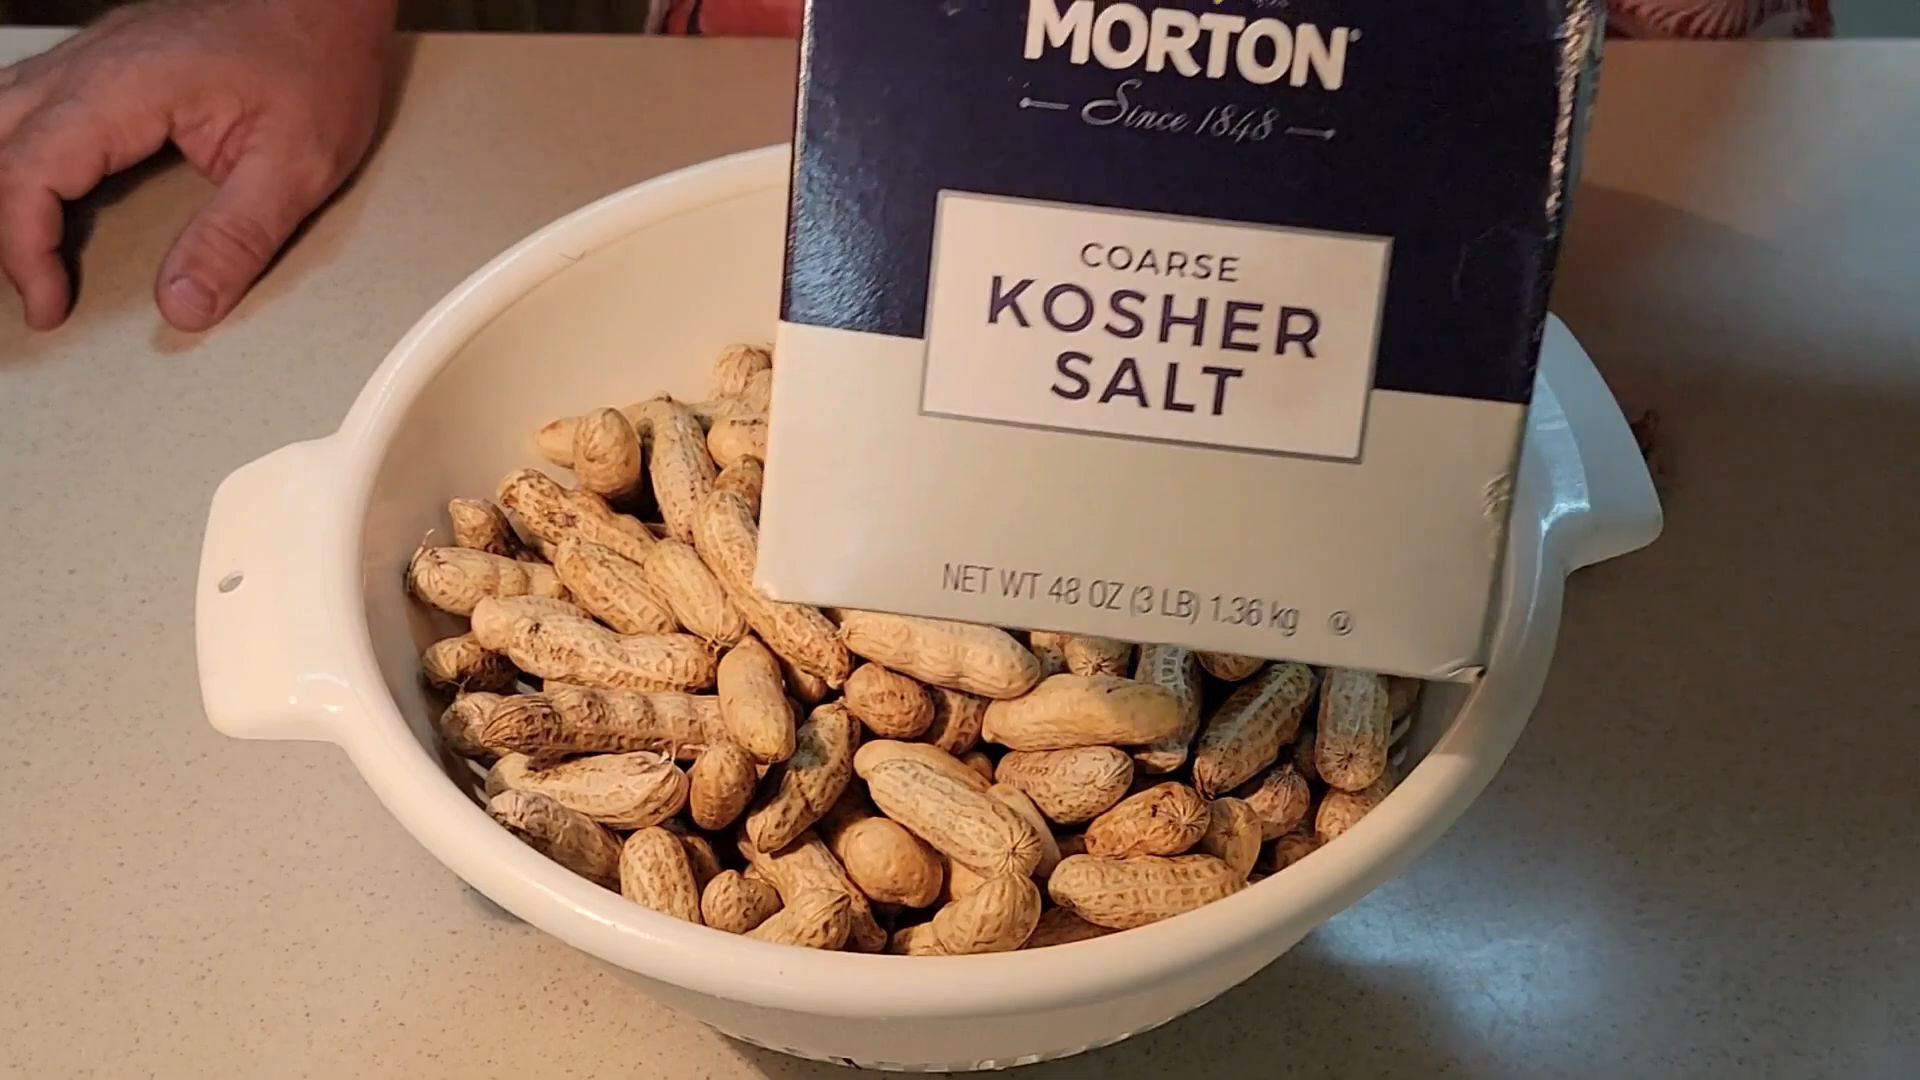 MORTON
Since 1848
COARSE
KOSHER
SALT
NET WT 48 OZ (3 LB) 1.36 kg U